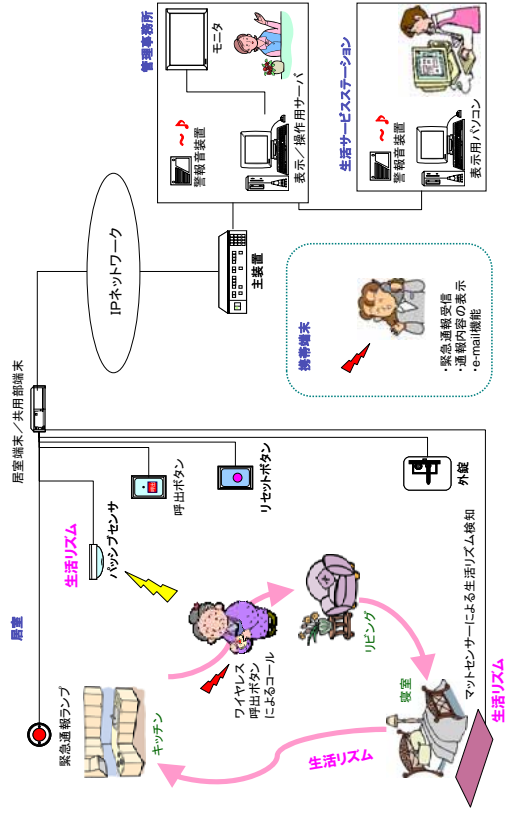 居室
緊急通報ランプ
キッチン
生活リズム
パッシブセンサ
ワイヤレス
呼出ボタン
によるコール
リビング
寝室
生活リズム
マットセンサーによる生活リズム検知
生活リズム
居室端末／共用部端末
呼出ボタン
リセットボタン
外錠
IPネットワーク
主装置
携帯端末
・緊急通報受信
・通報内容の表示
・e-mail機能
管理事務所
モニタ
警報音装置
～♪
表示／操作用サーバ
生活サービスステーション
警報音装置
～♪
表示用パソコン